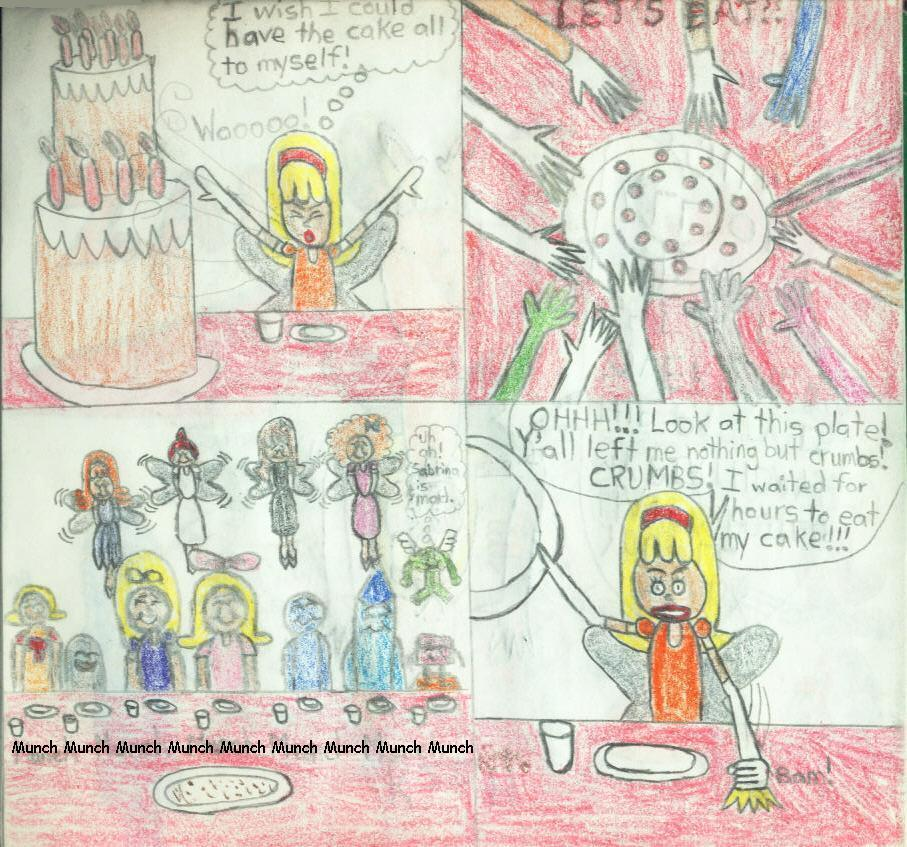 I wish I could
have the cake all
to myself!
Waoooo!
LET'S EAT!!
uh
oh!
Sabrina
is
mald.
Munch Munch Munch Munch Munch Munch Munch Munch Munch
OHHH!!! Look at this plate!
Y'all left me nothing but crumbs!
CRUMBS! I waited for
hours to eat
my cake!!!
Bam!